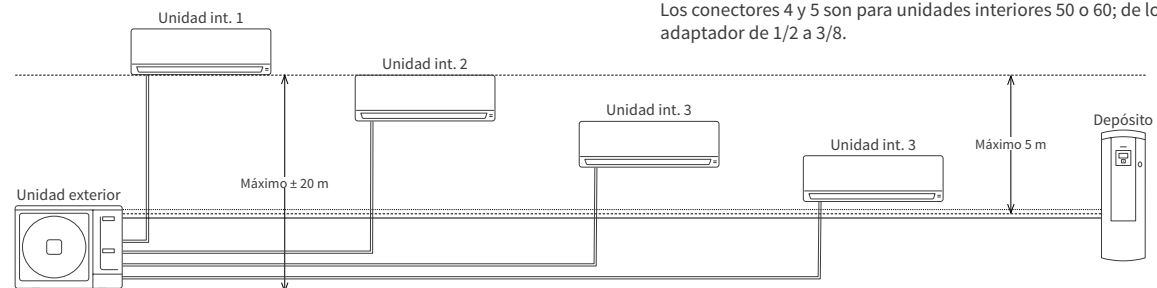 Los conectores 4 y 5 son para unidades interiores 50 o 60; de
adaptador de 1/2 a 3/8.
Unidad int. 1
Unidad int. 2
Unidad int. 3
Unidad int. 3
Depósito
Máximo 5 m
Máximo ± 20 m
Unidad exterior